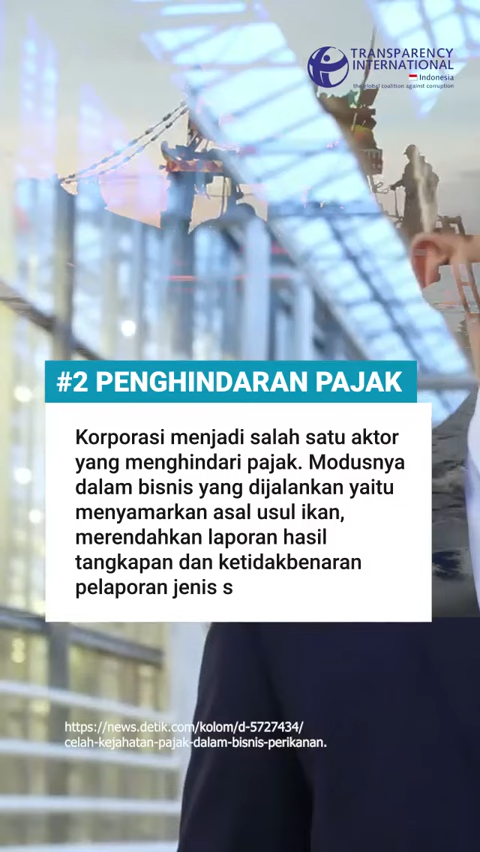 TRANSPARENCY
INTERNATIONAL
Indonesia
the global coalition against corruption
#2 PENGHINDARAN PAJAK
Korporasi menjadi salah satu aktor
yang menghindari pajak. Modusnya
dalam bisnis yang dijalankan yaitu
menyamarkan asal usul ikan,
merendahkan laporan hasil
tangkapan dan ketidakbenaran
pelaporan jenis s
https://news.detik.com/kolom/d-5727434/
celah-kejahatan-pajak-dalam-bisnis-perikanan.